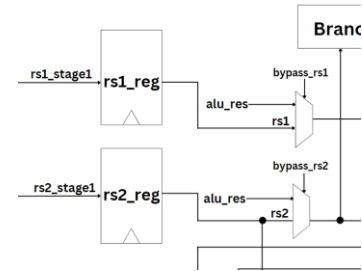 Branc
rs1_stage1
rs1_reg
bypass_rs1
alu_res
rs1
rs2_stage1
rs2_reg
bypass_rs2
alu_res
rs2